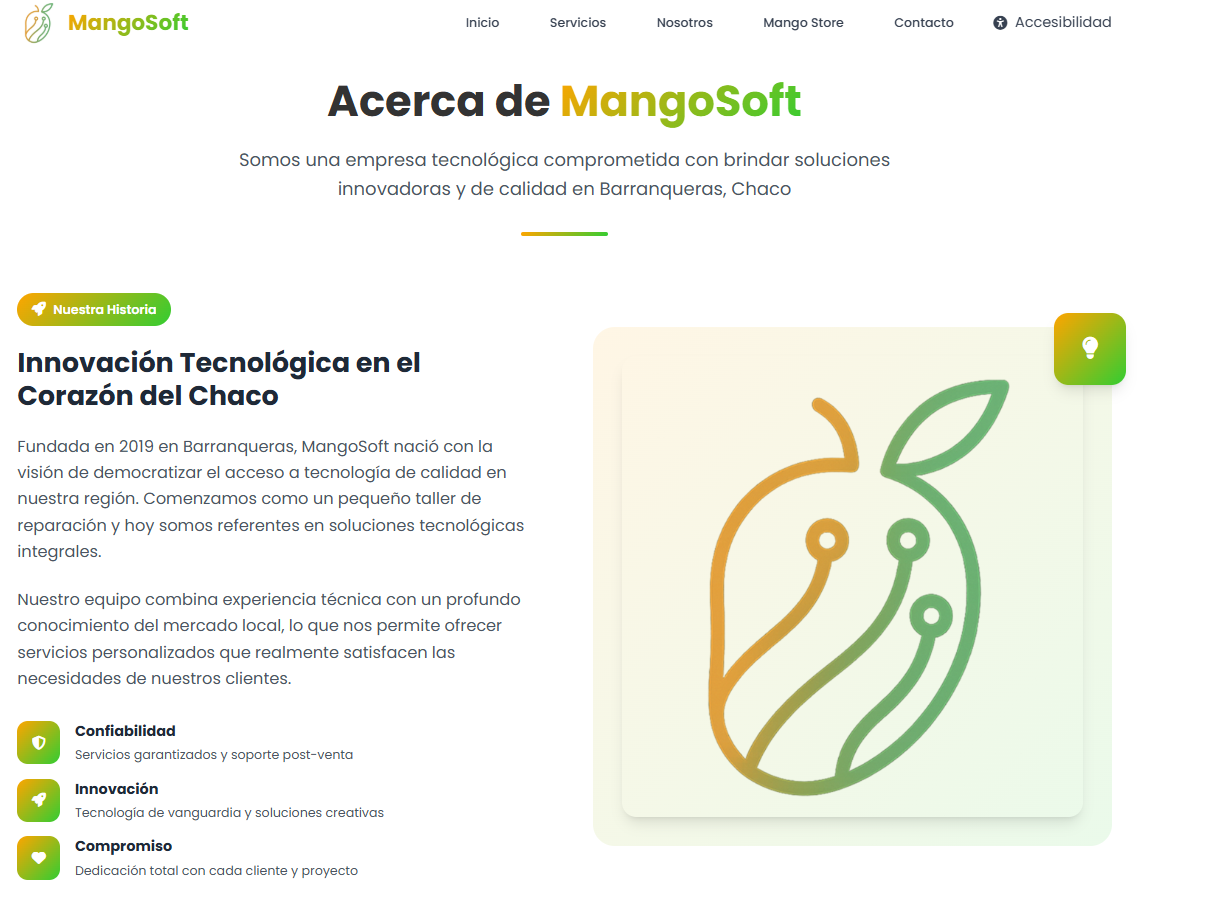 MangoSoft
Inicio
Servicios
Nosotros
Mango Store
Contacto
Accesibilidad
Acerca de MangoSoft
Somos una empresa tecnológica comprometida con brindar soluciones
innovadoras y de calidad en Barranqueras, Chaco
Nuestra Historia
Innovación Tecnológica en el
Corazón del Chaco
Fundada en 2019 en Barranqueras, MangoSoft nació con la
visión de democratizar el acceso a tecnología de calidad en
nuestra región. Comenzamos como un pequeño taller de
reparación y hoy somos referentes en soluciones tecnológicas
integrales.
Nuestro equipo combina experiencia técnica con un profundo
conocimiento del mercado local, lo que nos permite ofrecer
servicios personalizados que realmente satisfacen las
necesidades de nuestros clientes.
Confiabilidad
Servicios garantizados y soporte post-venta
Innovación
Tecnología de vanguardia y soluciones creativas
Compromiso
Dedicación total con cada cliente y proyecto